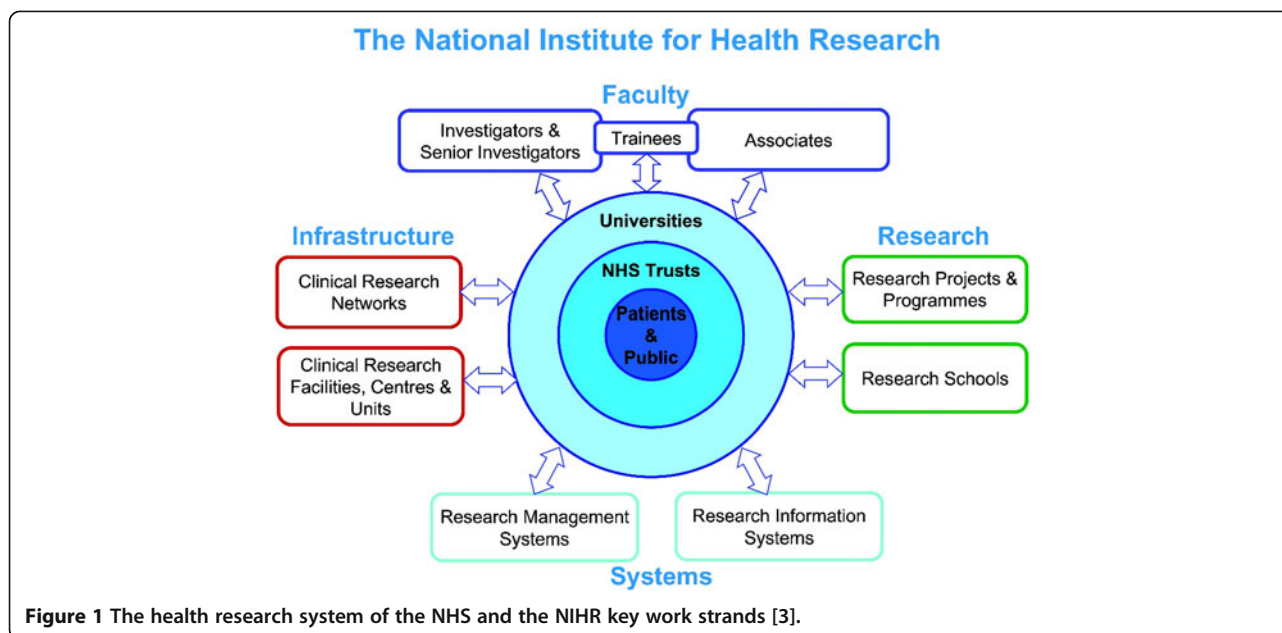 The National Institute for Health Research
Faculty
Investigators &
Senior Investigators
Trainees
Associates
Universities
Infrastructure
Research
NHS Trusts
Clinical Research
Networks
Research Projects &
Programmes
Patients
&
Public
Clinical Research
Facilities, Centres &
Units
Research Schools
Research Management
Systems
Research Information
Systems
Systems
Figure 1 The health research system of the NHS and the NIHR key work strands [3].